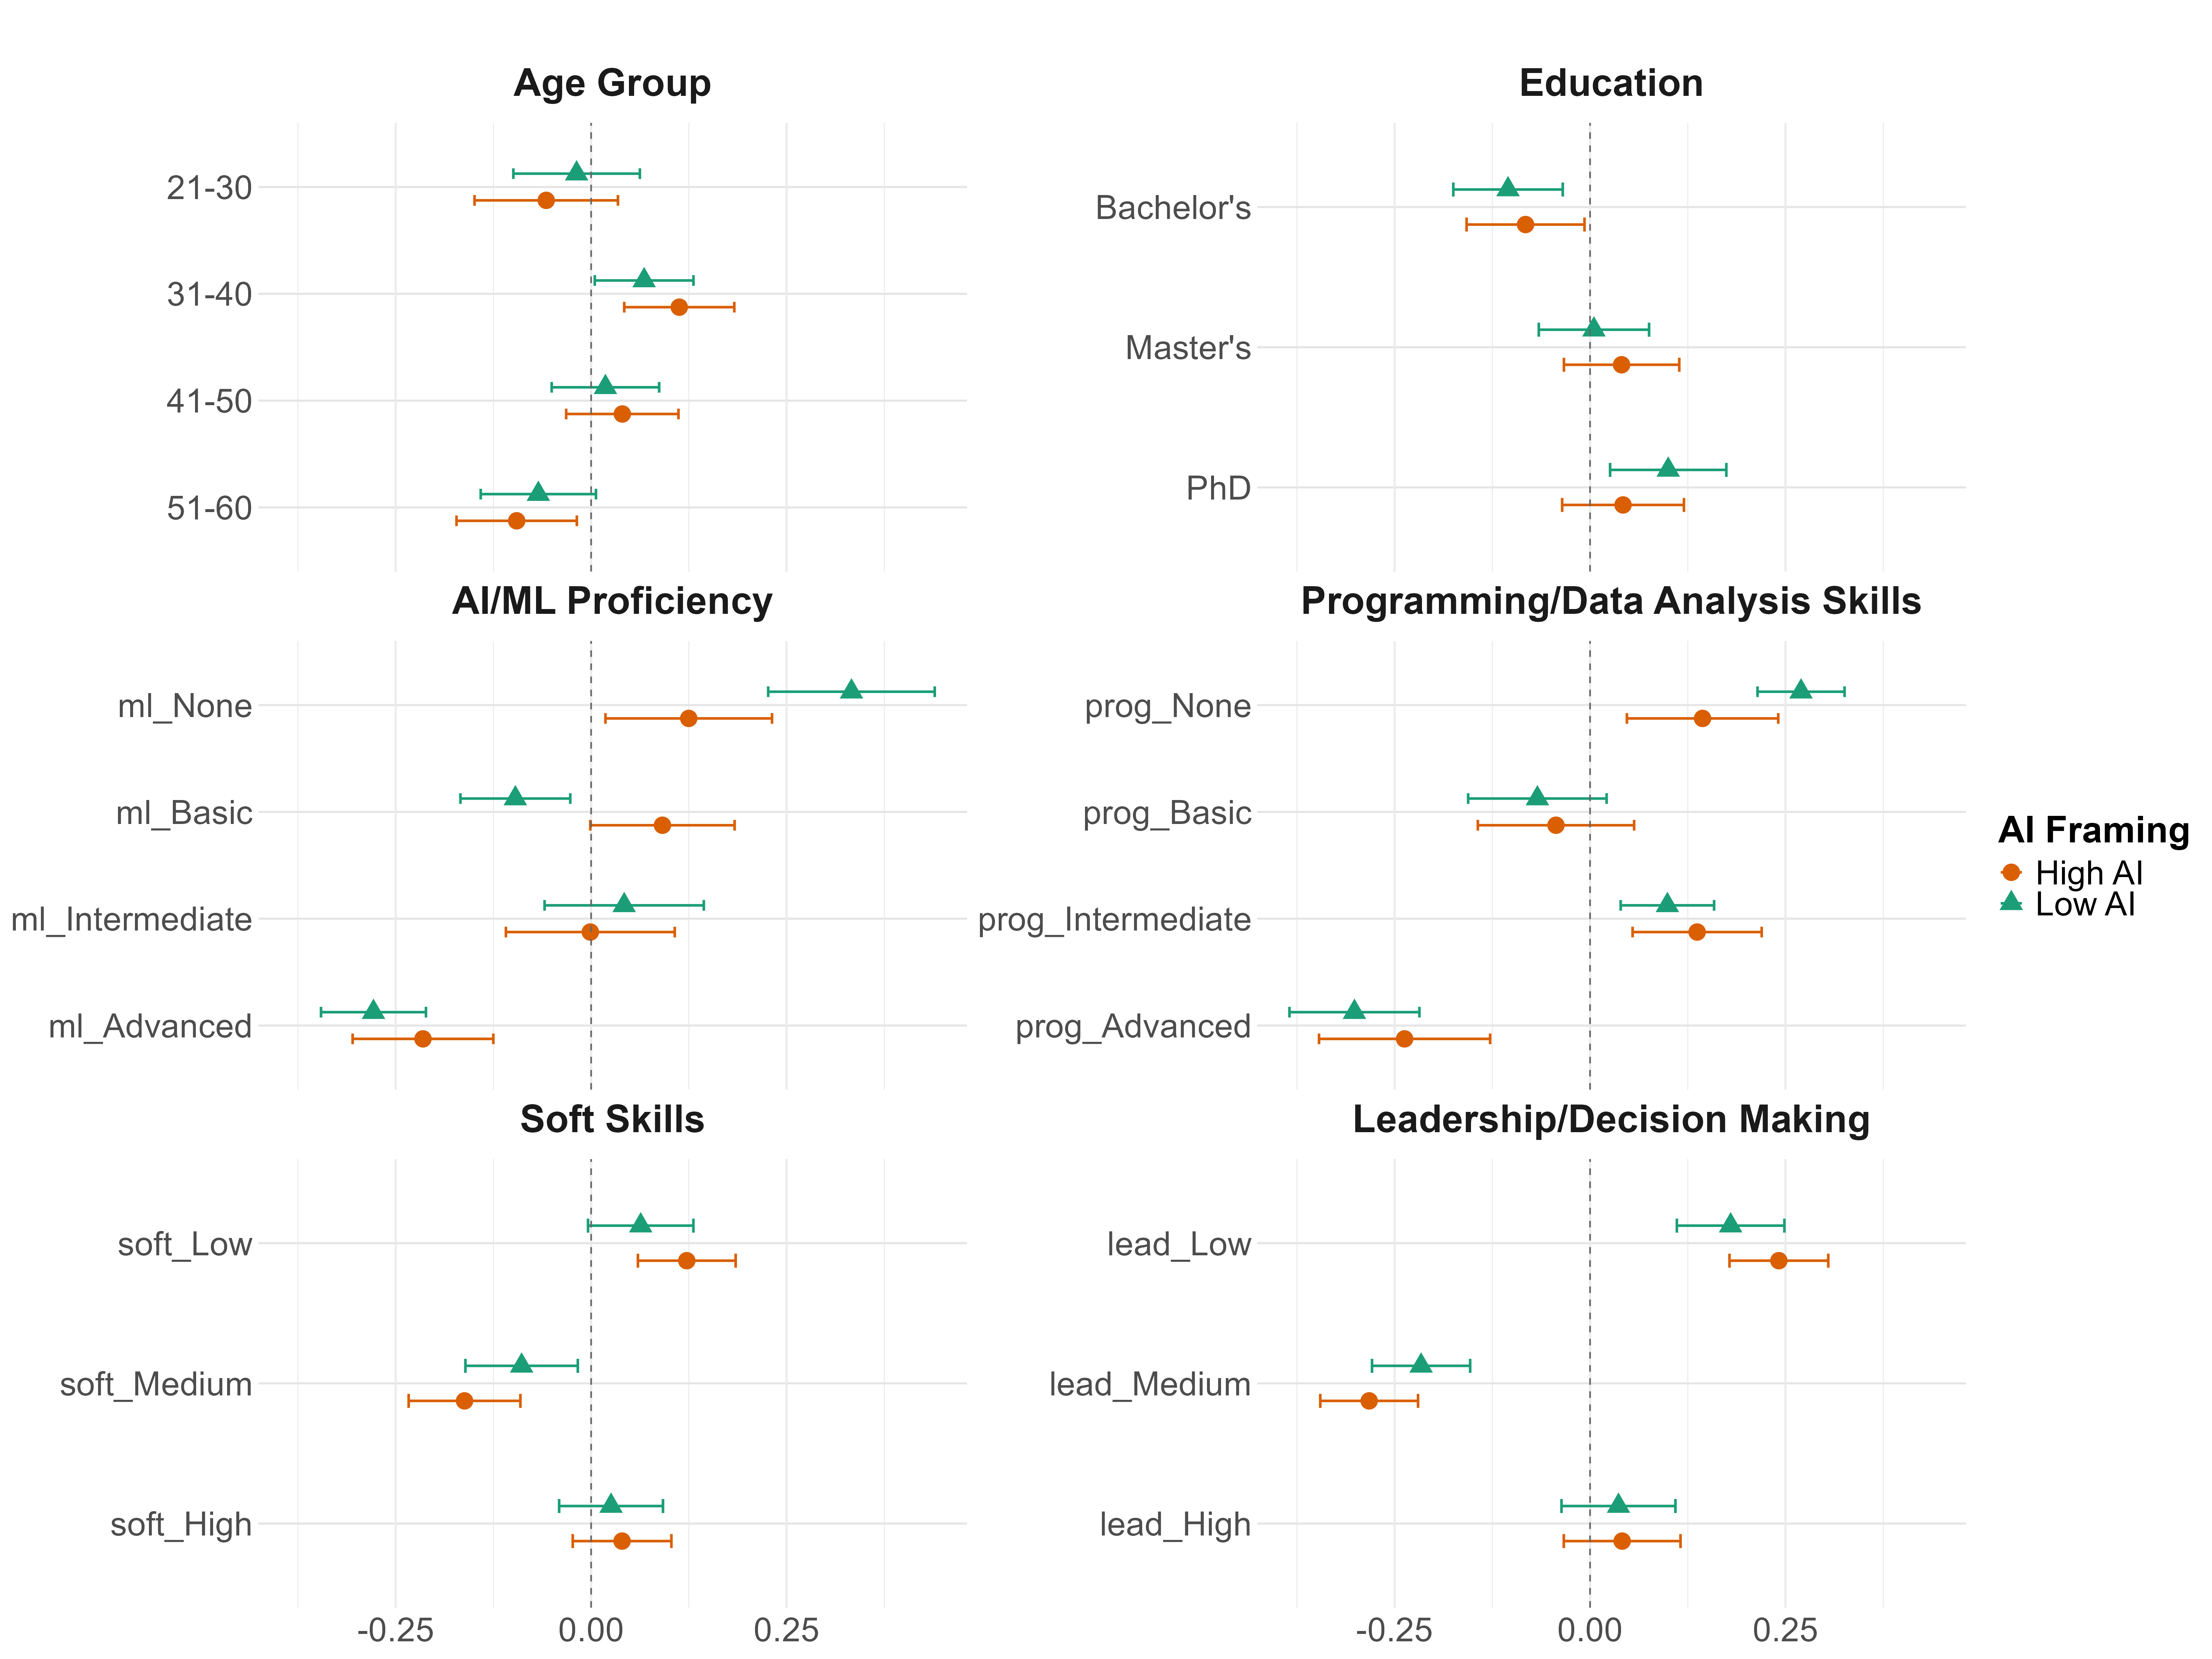 Age Group
21-30
31-40
41-50
51-60
Education
Bachelor's
Master's
PhD
AI/ML Proficiency
ml_None
ml_Basic
ml_Intermediate
ml_Advanced
Programming/Data Analysis Skills
prog_None
prog_Basic
prog_Intermediate
prog_Advanced
AI Framing
High AI
Low AI
Soft Skills
soft_Low
soft_Medium
soft_High
-0.25 0.00 0.25
Leadership/Decision Making
lead_Low
lead_Medium
lead_High
-0.25 0.00 0.25